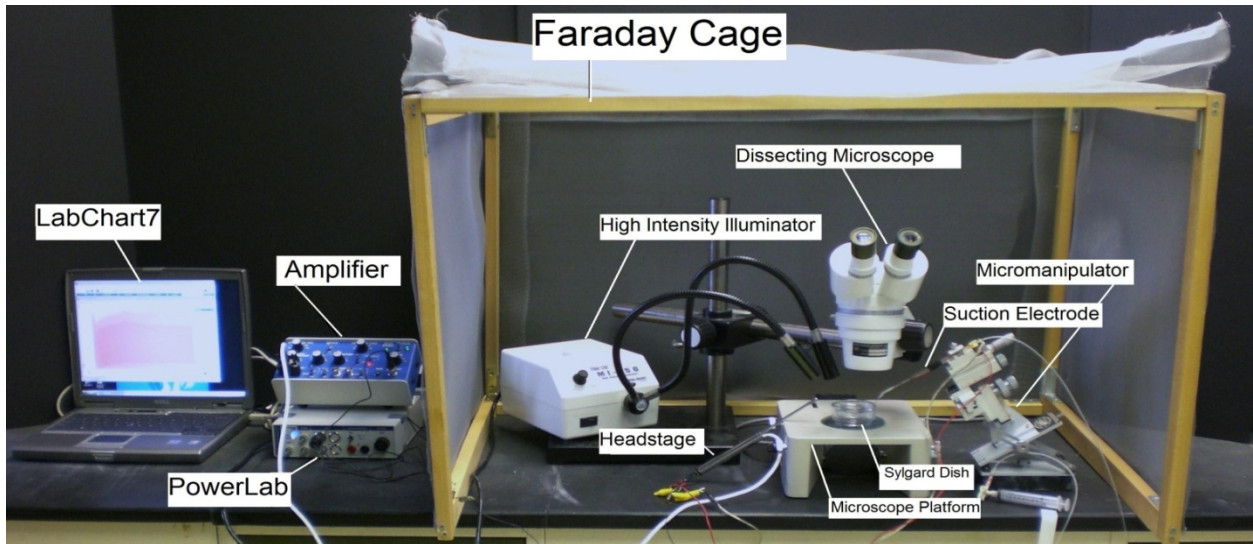 Faraday Cage
Dissecting Microscope
LabChart7
High Intensity Illuminator
Amplifier
Micromanipulator
Suction Electrode
Headstage
Sylgard Dish
PowerLab
Microscope Platform